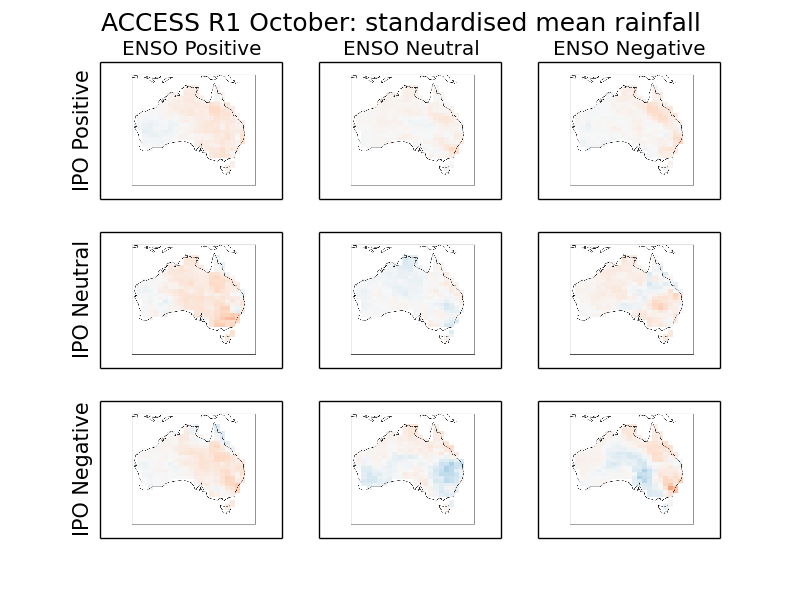 ACCESS R1 October: standardised mean rainfall
ENSO Positive
ENSO Neutral
ENSO Negative
IPO Positive
IPO Neutral
IPO Negative